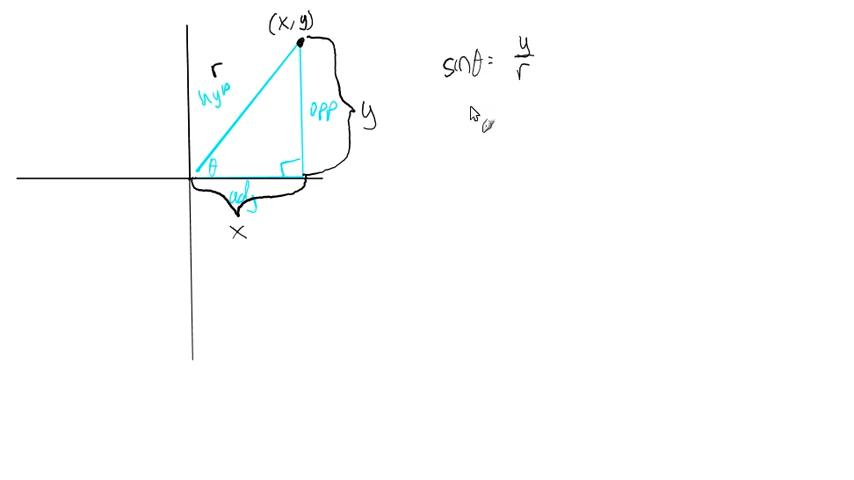 (x, y)
r
hyp
opp
y
θ
adj
x
sinθ = y/r